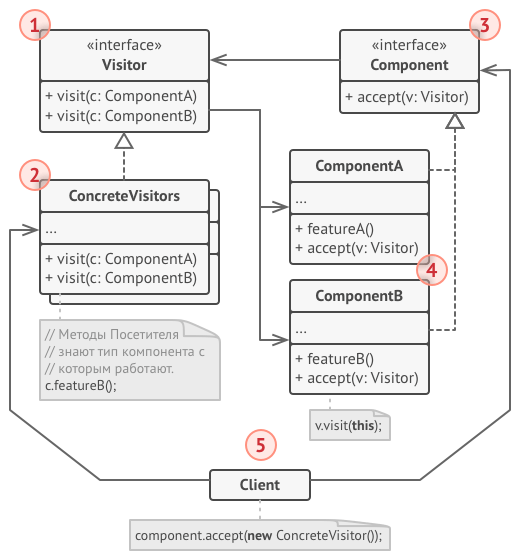 1
«interface»
Visitor
+ visit(c: ComponentA)
+ visit(c: ComponentB)
3
«interface»
Component
+ accept(v: Visitor)
2
ConcreteVisitors
...
+ visit(c: ComponentA)
+ visit(c: ComponentB)
// Методы Посетителя
// знают тип компонента с
// которым работают.
c.featureB();
ComponentA
...
+ featureA()
+ accept(v: Visitor)
4
ComponentB
...
+ featureB()
+ accept(v: Visitor)
v.visit(this);
5
Client
component.accept(new ConcreteVisitor());